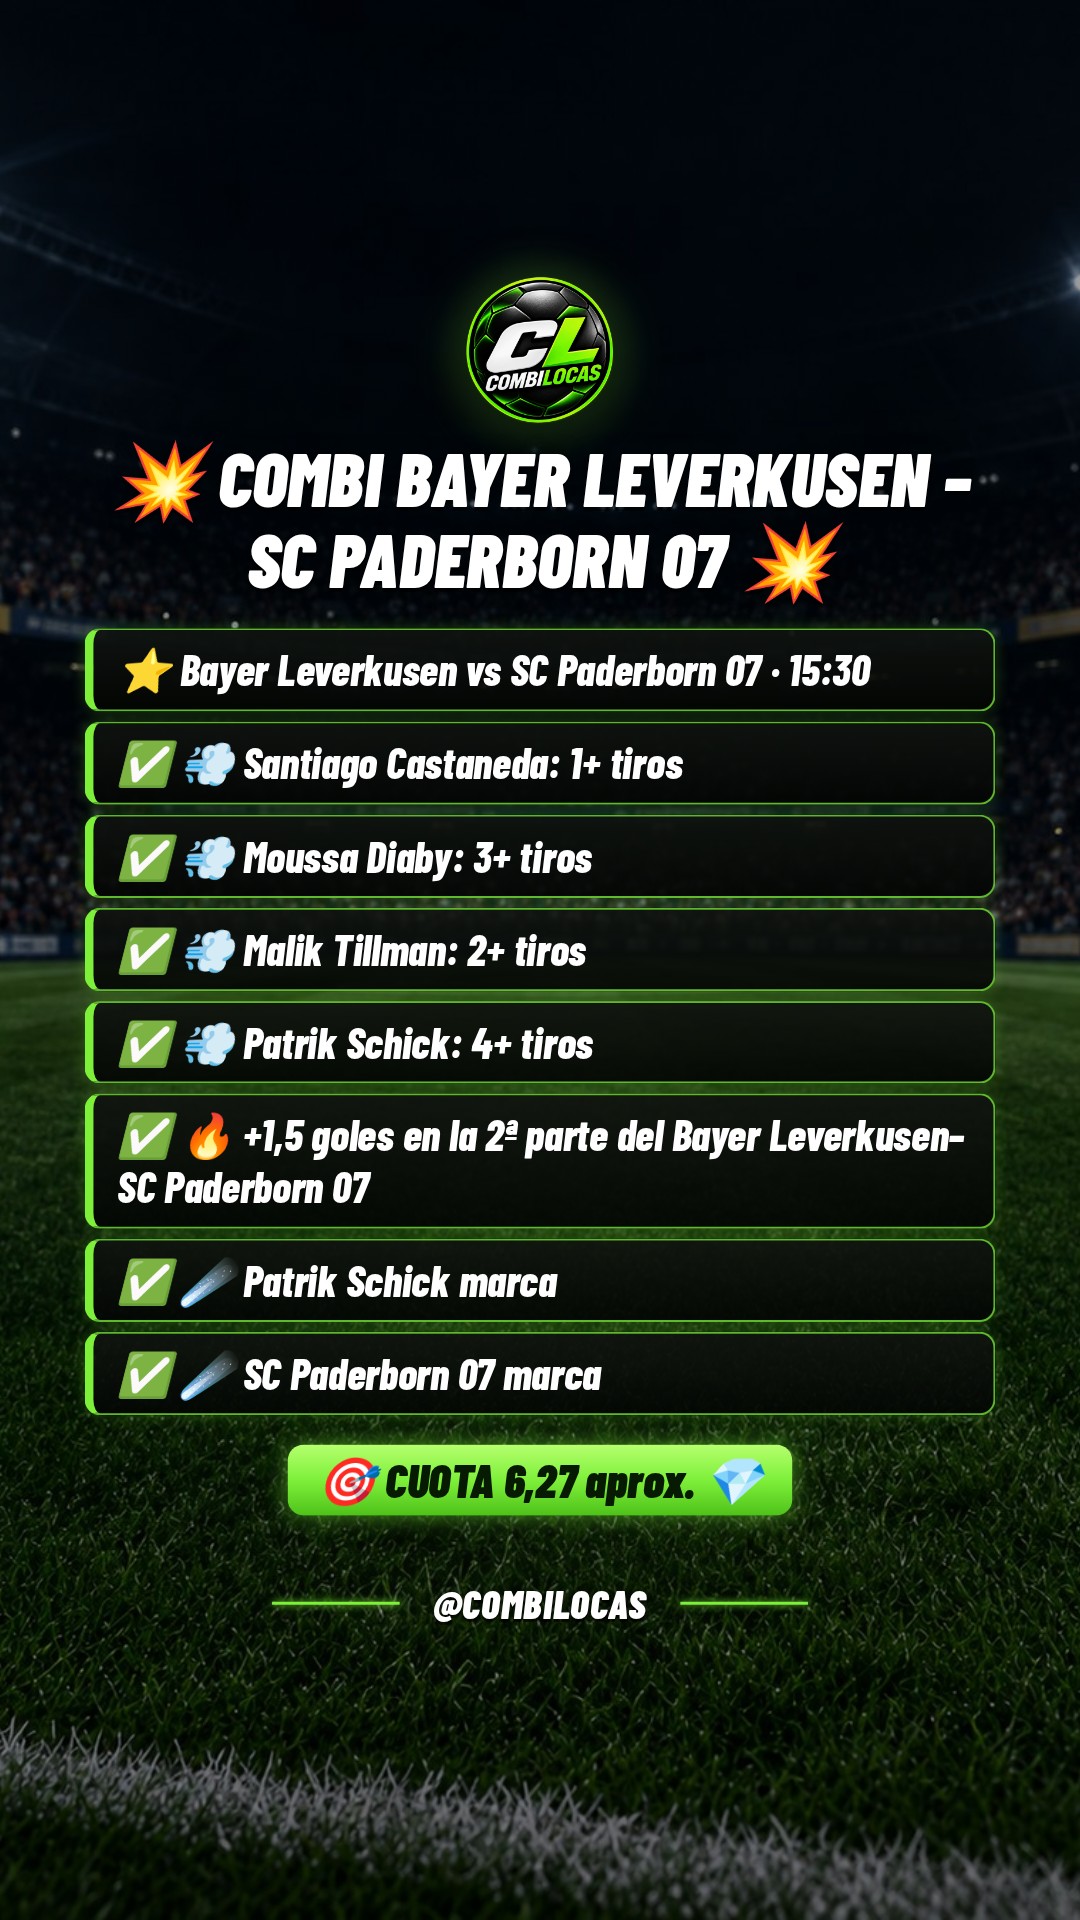 CL
COMBILOCAS
💥 COMBI BAYER LEVERKUSEN -
SC PADERBORN 07 💥
⭐ Bayer Leverkusen vs SC Paderborn 07 · 15:30
✅ 💨 Santiago Castaneda: 1+ tiros
✅ 💨 Moussa Diaby: 3+ tiros
✅ 💨 Malik Tillman: 2+ tiros
✅ 💨 Patrik Schick: 4+ tiros
✅ 🔥 +1,5 goles en la 2ª parte del Bayer Leverkusen-
SC Paderborn 07
✅ ☄️ Patrik Schick marca
✅ ☄️ SC Paderborn 07 marca
🎯 CUOTA 6,27 aprox. 💎
@COMBILOCAS